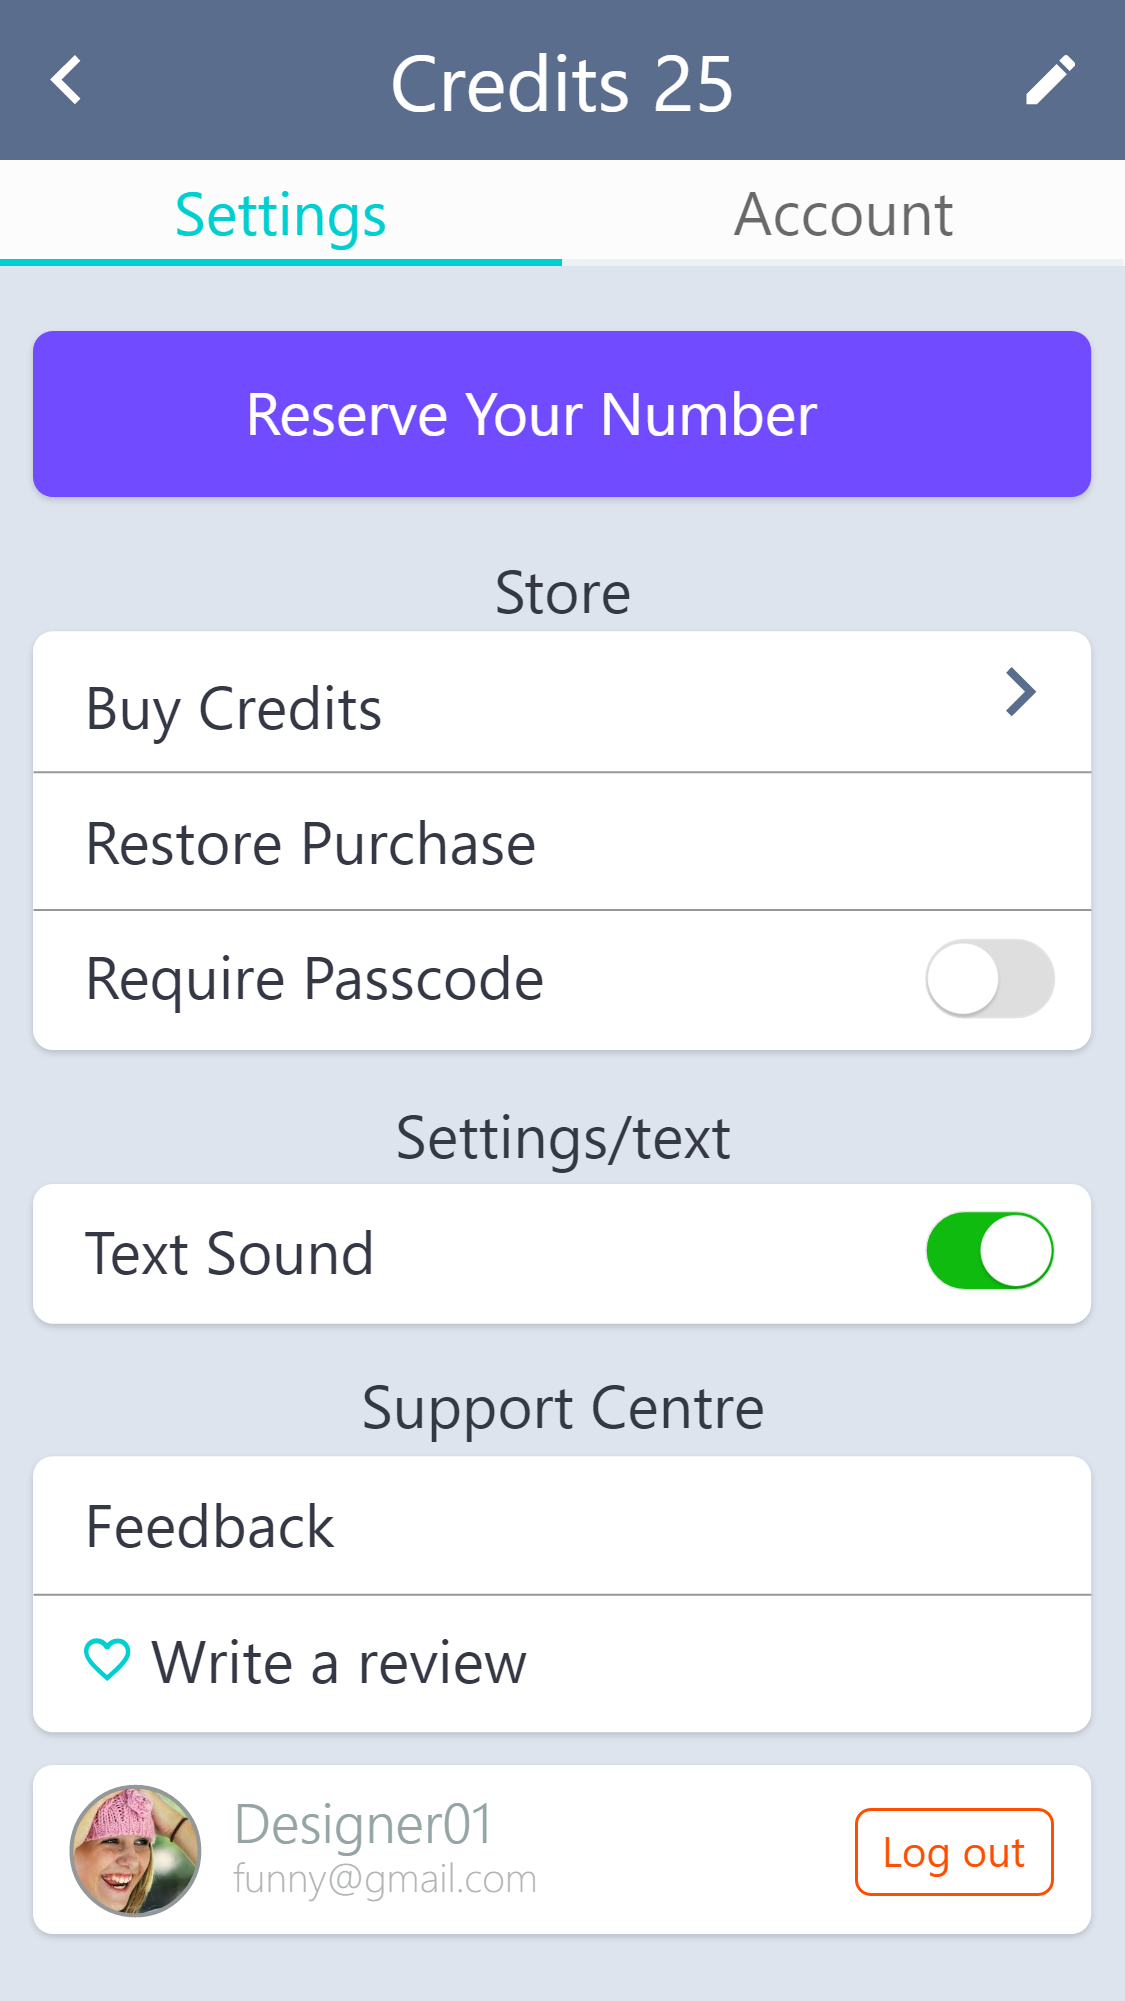 Credits 25
Settings
Account
Reserve Your Number
Store
Buy Credits
Restore Purchase
Require Passcode
Settings/text
Text Sound
Support Centre
Feedback
Write a review
Designer01
funny@gmail.com
Log out